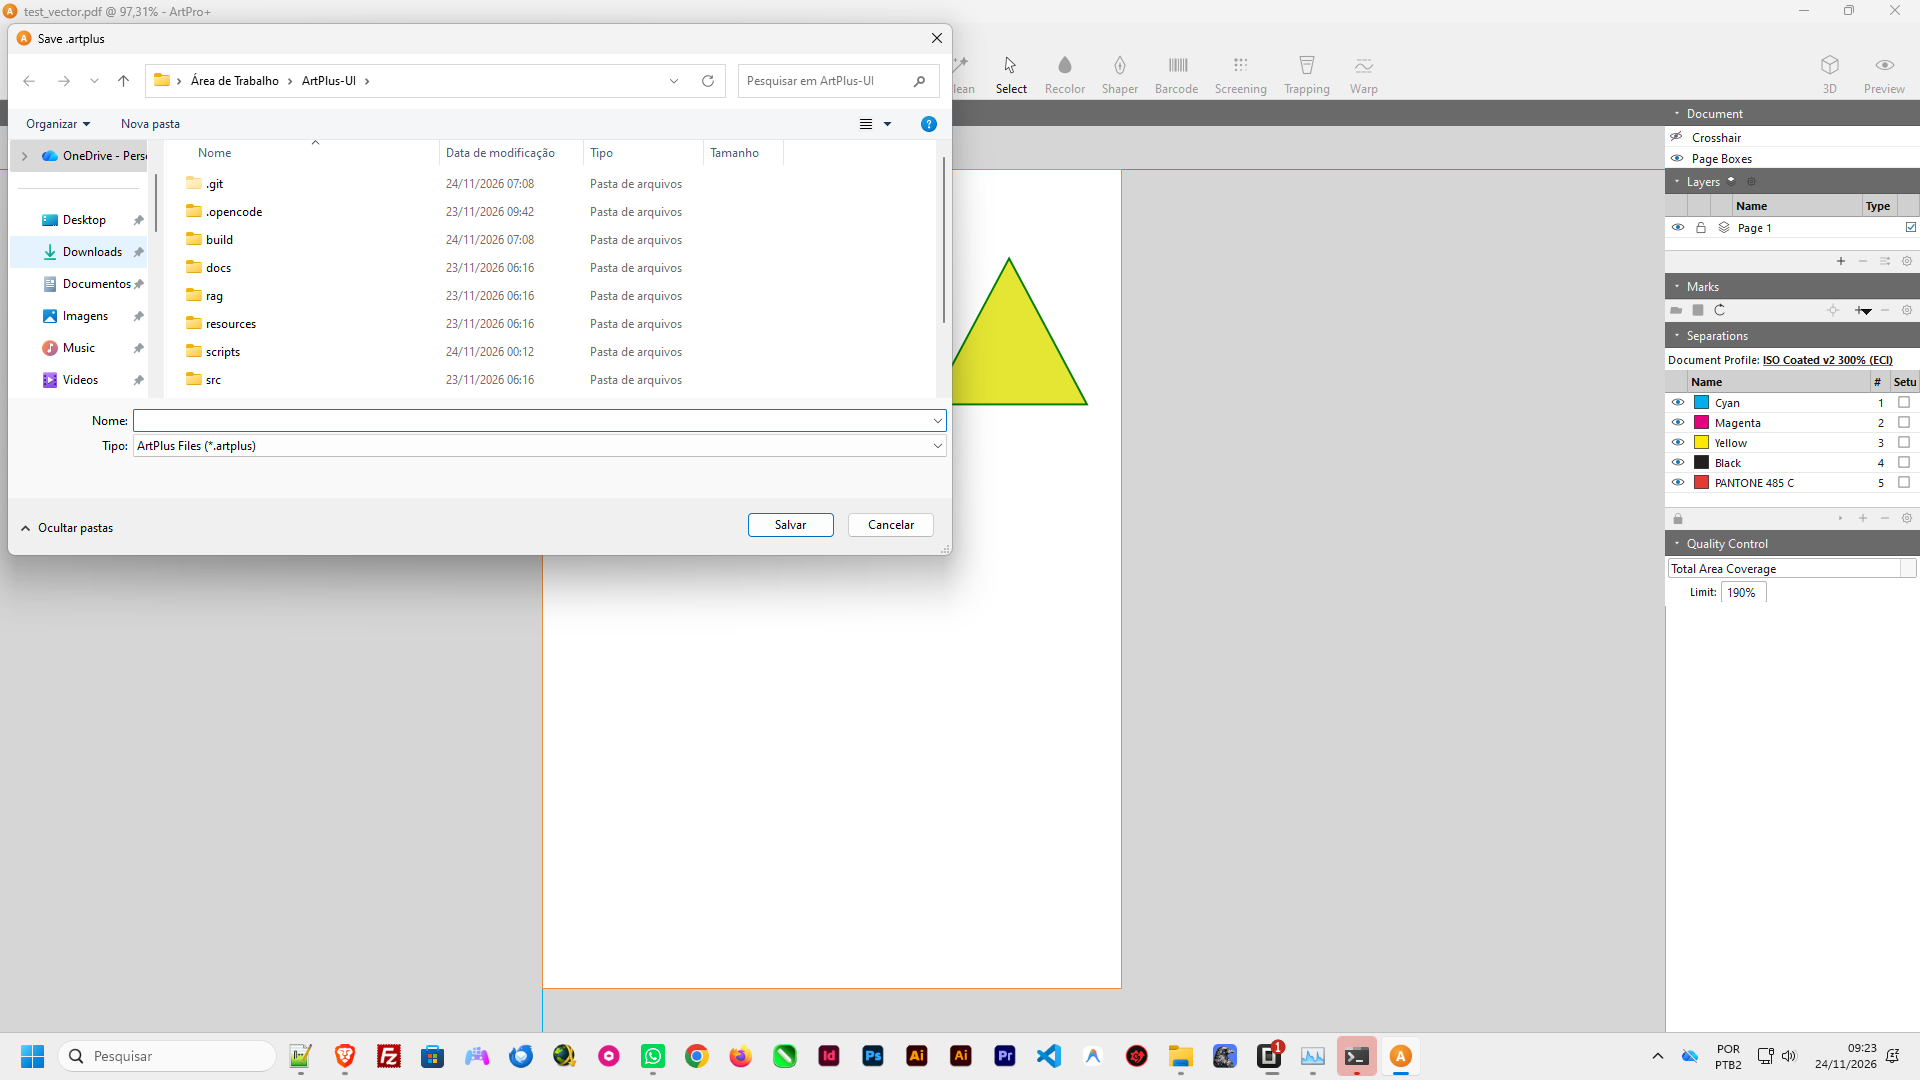 test_vector.pdf @ 97,31% - ArtPro+
Save .artplus
Área de Trabalho
ArtPlus-UI
Pesquisar em ArtPlus-UI
Organizar
Nova pasta
OneDrive - Pers
Desktop
Downloads
Documentos
Imagens
Music
Videos
Nome Data de modificação Tipo Tamanho
.git 24/11/2026 07:08 Pasta de arquivos
.opencode 23/11/2026 09:42 Pasta de arquivos
build 24/11/2026 07:08 Pasta de arquivos
docs 23/11/2026 06:16 Pasta de arquivos
rag 23/11/2026 06:16 Pasta de arquivos
resources 23/11/2026 06:16 Pasta de arquivos
scripts 24/11/2026 00:12 Pasta de arquivos
src 23/11/2026 06:16 Pasta de arquivos
Nome:
Tipo: ArtPlus Files (*.artplus)
Ocultar pastas
Salvar
Cancelar
lean Select Recolor Shaper Barcode Screening Trapping Warp 3D Preview
Document
Crosshair
Page Boxes
Layers
Name Type
Page 1
Marks
Separations
Document Profile: ISO Coated v2 300% (ECI)
Name # Setu
Cyan 1
Magenta 2
Yellow 3
Black 4
PANTONE 485 C 5
Quality Control
Total Area Coverage
Limit: 190%
Pesquisar
Id
Ps
Ai
Ai
Pr
1
POR
PTB2
09:23
24/11/2026